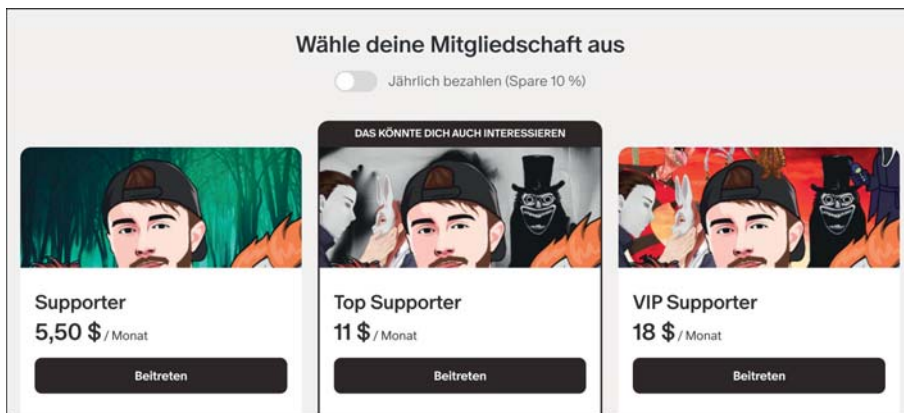 Wähle deine Mitgliedschaft aus
Jährlich bezahlen (Spare 10 %)
DAS KÖNNTE DICH AUCH INTERESSIEREN
Supporter
5,50 $ / Monat
Beitreten
Top Supporter
11 $ / Monat
Beitreten
VIP Supporter
18 $ / Monat
Beitreten